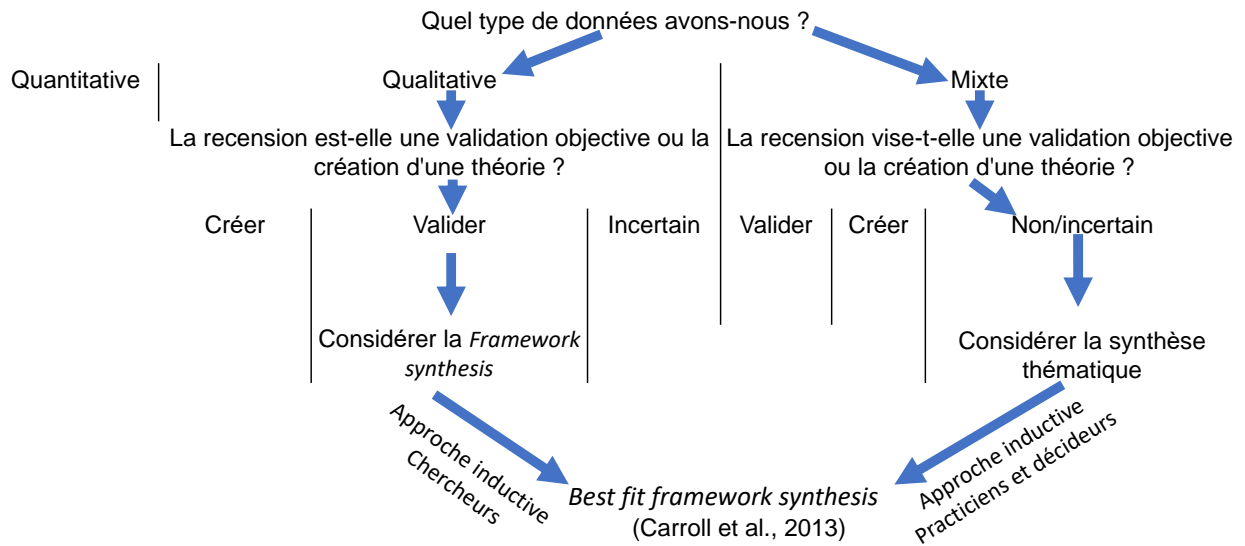 Quel type de données avons-nous ?
Quantitative
Qualitative
Mixte
La recension est-elle une validation objective ou la
création d'une théorie ?
La recension vise-t-elle une validation objective
ou la création d'une théorie ?
Créer
Valider
Incertain
Valider
Créer
Non/incertain
Considérer la Framework
synthesis
Considérer la synthèse
thématique
Approche inductive
Chercheurs
Approche inductive
Practiciens et décideurs
Best fit framework synthesis
(Carroll et al., 2013)